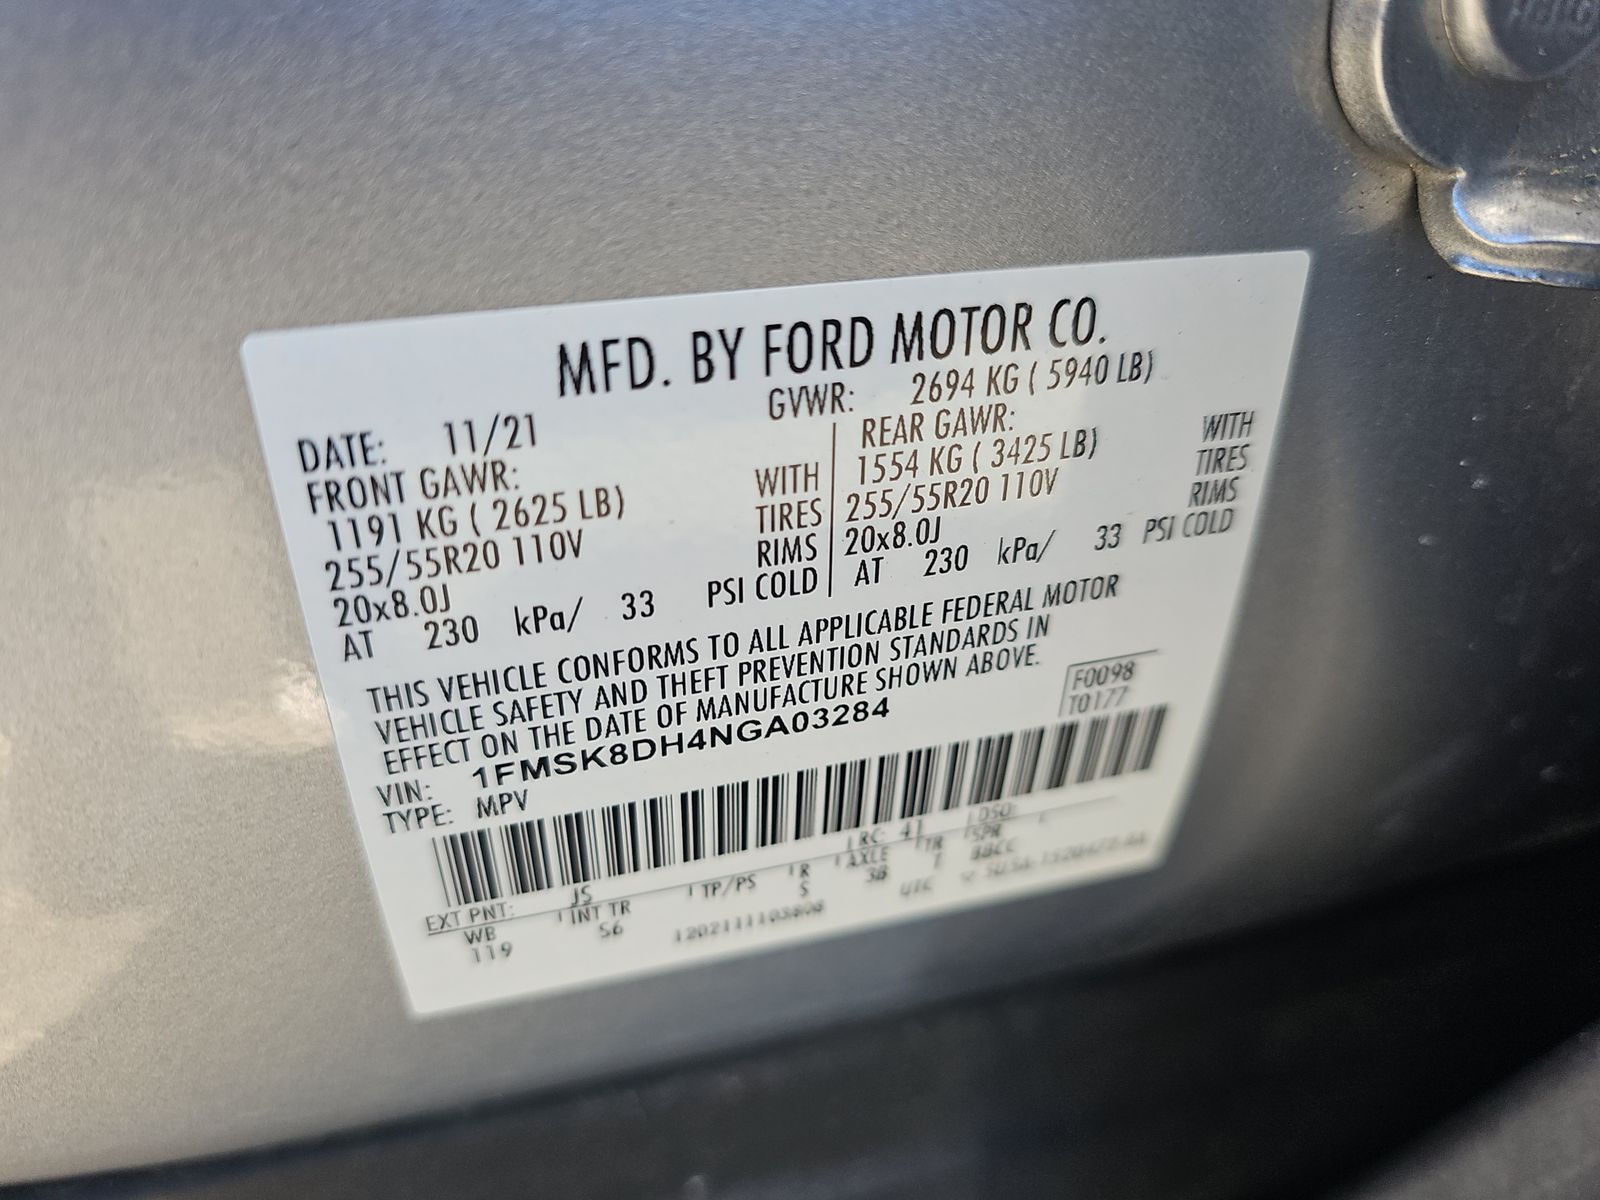 MFD. BY FORD MOTOR CO.
DATE: 11/21 GVWR: 2694 KG ( 5940 LB)
FRONT GAWR: REAR GAWR:
1191 KG ( 2625 LB) WITH 1554 KG ( 3425 LB) WITH
255/55R20 110V TIRES 255/55R20 110V TIRES
20x8.0J RIMS 20x8.0J RIMS
AT 230 kPa/ 33 PSI COLD AT 230 kPa/ 33 PSI COLD
THIS VEHICLE CONFORMS TO ALL APPLICABLE FEDERAL MOTOR
VEHICLE SAFETY AND THEFT PREVENTION STANDARDS IN
EFFECT ON THE DATE OF MANUFACTURE SHOWN ABOVE.
F0098
T0177
VIN: 1FMSK8DH4NGA03284
TYPE: MPV
EXT PNT: JS RC: 41 DSO:
WB INT TR TP/PS R AXLE TR SPR
119 S6 S 3B T BBCC
1202111103608 UTC